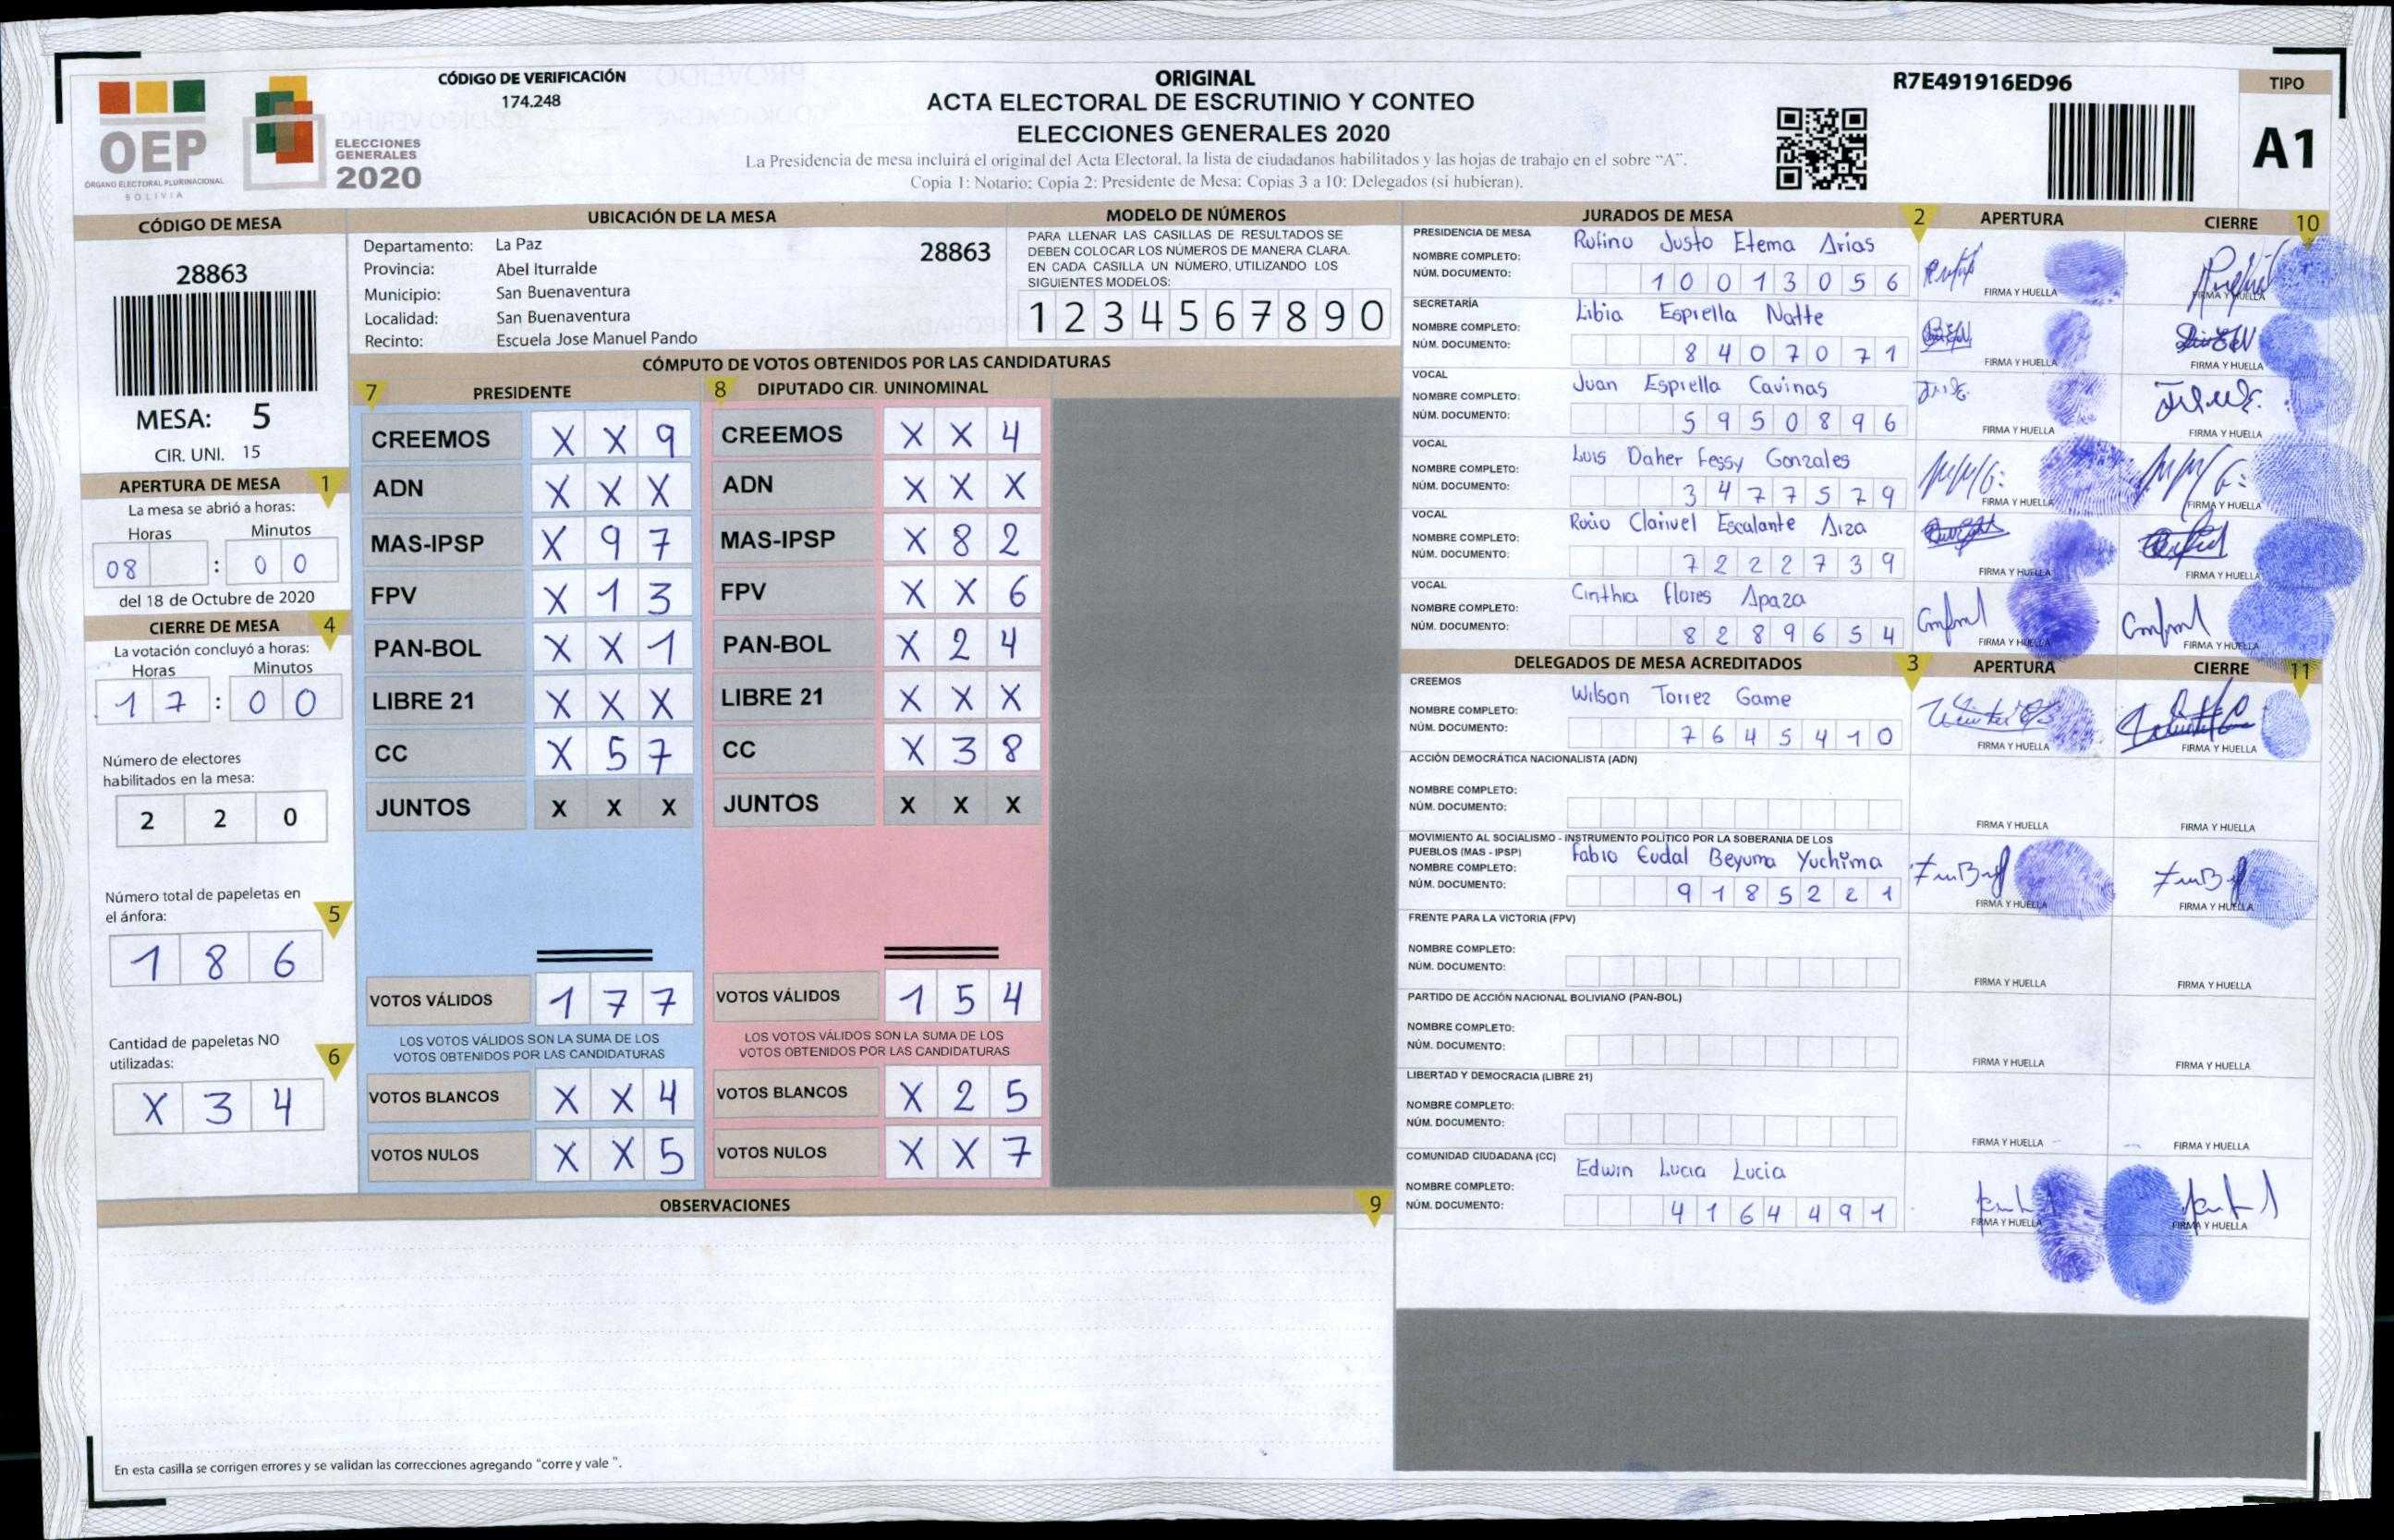 CÓDIGO DE VERIFICACIÓN
174.248
ORIGINAL
ACTA ELECTORAL DE ESCRUTINIO Y CONTEO
ELECCIONES GENERALES 2020
La Presidencia de mesa incluirá el original del Acta Electoral, la lista de ciudadanos habilitados y las hojas de trabajo en el sobre "A".
Copia 1: Notario; Copia 2: Presidente de Mesa; Copias 3 a 10: Delegados (si hubieran).
R7E491916ED96
TIPO
A1
OEP
ÓRGANO ELECTORAL PLURINACIONAL
BOLIVIA
ELECCIONES
GENERALES
2020
CÓDIGO DE MESA
28863
MESA: 5
CIR. UNI. 15
APERTURA DE MESA 1
La mesa se abrió a horas:
Horas Minutos
08 : 0 0
del 18 de Octubre de 2020
CIERRE DE MESA 4
La votación concluyó a horas:
Horas Minutos
1 7 : 0 0
Número de electores
habilitados en la mesa:
2 2 0
Número total de papeletas en
el ánfora: 5
1 8 6
Cantidad de papeletas NO
utilizadas: 6
X 3 4
UBICACIÓN DE LA MESA
Departamento: La Paz 28863
Provincia: Abel Iturralde
Municipio: San Buenaventura
Localidad: San Buenaventura
Recinto: Escuela Jose Manuel Pando
MODELO DE NÚMEROS
PARA LLENAR LAS CASILLAS DE RESULTADOS SE
DEBEN COLOCAR LOS NÚMEROS DE MANERA CLARA.
EN CADA CASILLA UN NÚMERO, UTILIZANDO LOS
SIGUIENTES MODELOS:
1 2 3 4 5 6 7 8 9 0
CÓMPUTO DE VOTOS OBTENIDOS POR LAS CANDIDATURAS
7 PRESIDENTE
CREEMOS X X 9
ADN X X X
MAS-IPSP X 9 7
FPV X 1 3
PAN-BOL X X 1
LIBRE 21 X X X
CC X 5 7
JUNTOS X X X
VOTOS VÁLIDOS 1 7 7
LOS VOTOS VÁLIDOS SON LA SUMA DE LOS
VOTOS OBTENIDOS POR LAS CANDIDATURAS
VOTOS BLANCOS X X 4
VOTOS NULOS X X 5
8 DIPUTADO CIR. UNINOMINAL
CREEMOS X X 4
ADN X X X
MAS-IPSP X 8 2
FPV X X 6
PAN-BOL X 2 4
LIBRE 21 X X X
CC X 3 8
JUNTOS X X X
VOTOS VÁLIDOS 1 5 4
LOS VOTOS VÁLIDOS SON LA SUMA DE LOS
VOTOS OBTENIDOS POR LAS CANDIDATURAS
VOTOS BLANCOS X 2 5
VOTOS NULOS X X 7
OBSERVACIONES 9
En esta casilla se corrigen errores y se validan las correcciones agregando "corre y vale ".
JURADOS DE MESA 2 APERTURA CIERRE 10
PRESIDENCIA DE MESA
NOMBRE COMPLETO: Rufino Justo Etema Arias
NÚM. DOCUMENTO: 1 0 0 1 3 0 5 6
FIRMA Y HUELLA FIRMA Y HUELLA
SECRETARÍA
NOMBRE COMPLETO: Libia Espiella Natte
NÚM. DOCUMENTO: 8 4 0 7 0 7 1
FIRMA Y HUELLA FIRMA Y HUELLA
VOCAL
NOMBRE COMPLETO: Juan Espiella Cavinas
NÚM. DOCUMENTO: 5 9 5 0 8 9 6
FIRMA Y HUELLA FIRMA Y HUELLA
VOCAL
NOMBRE COMPLETO: Luis Daher Fessy Gonzales
NÚM. DOCUMENTO: 3 4 7 7 5 7 9
FIRMA Y HUELLA FIRMA Y HUELLA
VOCAL
NOMBRE COMPLETO: Rocio Clarivel Escalante Aiza
NÚM. DOCUMENTO: 7 2 2 2 7 3 9
FIRMA Y HUELLA FIRMA Y HUELLA
VOCAL
NOMBRE COMPLETO: Cinthia Flores Apaza
NÚM. DOCUMENTO: 8 2 8 9 6 5 4
FIRMA Y HUELLA FIRMA Y HUELLA
DELEGADOS DE MESA ACREDITADOS 3 APERTURA CIERRE 11
CREEMOS
NOMBRE COMPLETO: Wilson Torrez Game
NÚM. DOCUMENTO: 7 6 4 5 4 1 0
FIRMA Y HUELLA FIRMA Y HUELLA
ACCIÓN DEMOCRÁTICA NACIONALISTA (ADN)
NOMBRE COMPLETO:
NÚM. DOCUMENTO:
FIRMA Y HUELLA FIRMA Y HUELLA
MOVIMIENTO AL SOCIALISMO - INSTRUMENTO POLÍTICO POR LA SOBERANIA DE LOS
PUEBLOS (MAS - IPSP)
NOMBRE COMPLETO: Fabio Eudal Beyuma Yuchima
NÚM. DOCUMENTO: 9 1 8 5 2 2 1
FIRMA Y HUELLA FIRMA Y HUELLA
FRENTE PARA LA VICTORIA (FPV)
NOMBRE COMPLETO:
NÚM. DOCUMENTO:
FIRMA Y HUELLA FIRMA Y HUELLA
PARTIDO DE ACCIÓN NACIONAL BOLIVIANO (PAN-BOL)
NOMBRE COMPLETO:
NÚM. DOCUMENTO:
FIRMA Y HUELLA FIRMA Y HUELLA
LIBERTAD Y DEMOCRACIA (LIBRE 21)
NOMBRE COMPLETO:
NÚM. DOCUMENTO:
FIRMA Y HUELLA FIRMA Y HUELLA
COMUNIDAD CIUDADANA (CC)
NOMBRE COMPLETO: Edwin Lucia Lucia
NÚM. DOCUMENTO: 4 1 6 4 4 9 1
FIRMA Y HUELLA FIRMA Y HUELLA